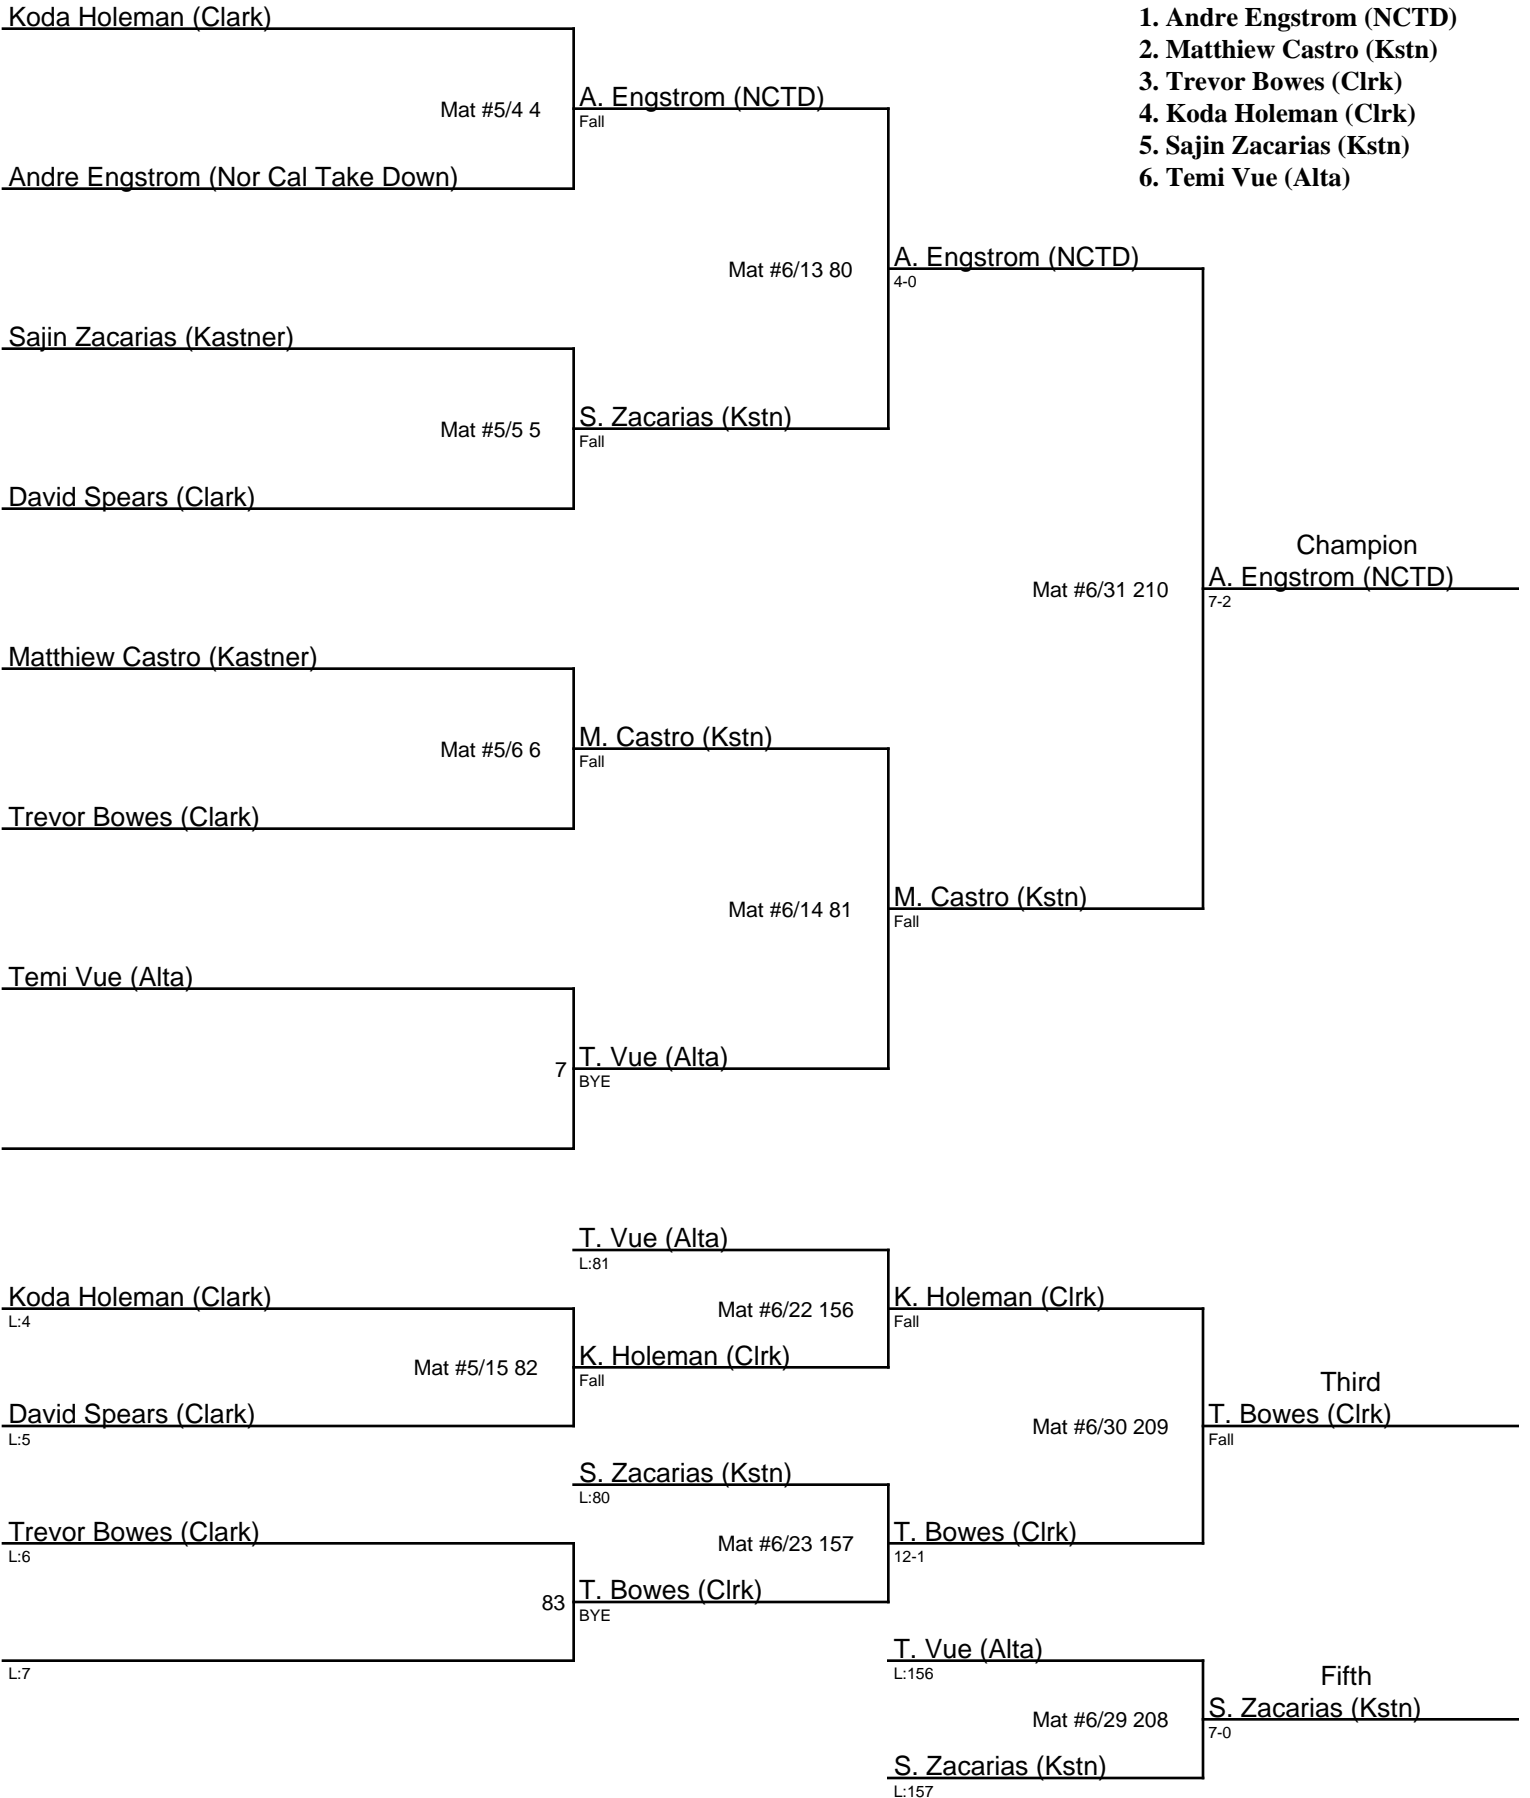 Koda Holeman (Clark)
1. Andre Engstrom (NCTD)
2. Matthiew Castro (Kstn)
3. Trevor Bowes (Clrk)
4. Koda Holeman (Clrk)
5. Sajin Zacarias (Kstn)
6. Temi Vue (Alta)
Mat #5/4 4
A. Engstrom (NCTD)
Fall
Andre Engstrom (Nor Cal Take Down)
Mat #6/13 80
A. Engstrom (NCTD)
4-0
Sajin Zacarias (Kastner)
Mat #5/5 5
S. Zacarias (Kstn)
Fall
David Spears (Clark)
Champion
Mat #6/31 210
A. Engstrom (NCTD)
7-2
Matthiew Castro (Kastner)
Mat #5/6 6
M. Castro (Kstn)
Fall
Trevor Bowes (Clark)
Mat #6/14 81
M. Castro (Kstn)
Fall
Temi Vue (Alta)
7
T. Vue (Alta)
BYE
T. Vue (Alta)
L:81
Koda Holeman (Clark)
L:4
Mat #6/22 156
K. Holeman (Clrk)
Fall
Mat #5/15 82
K. Holeman (Clrk)
Fall
David Spears (Clark)
L:5
Third
Mat #6/30 209
T. Bowes (Clrk)
Fall
S. Zacarias (Kstn)
L:80
Trevor Bowes (Clark)
L:6
Mat #6/23 157
T. Bowes (Clrk)
12-1
83
T. Bowes (Clrk)
BYE
L:7
T. Vue (Alta)
L:156
Fifth
Mat #6/29 208
S. Zacarias (Kstn)
7-0
S. Zacarias (Kstn)
L:157